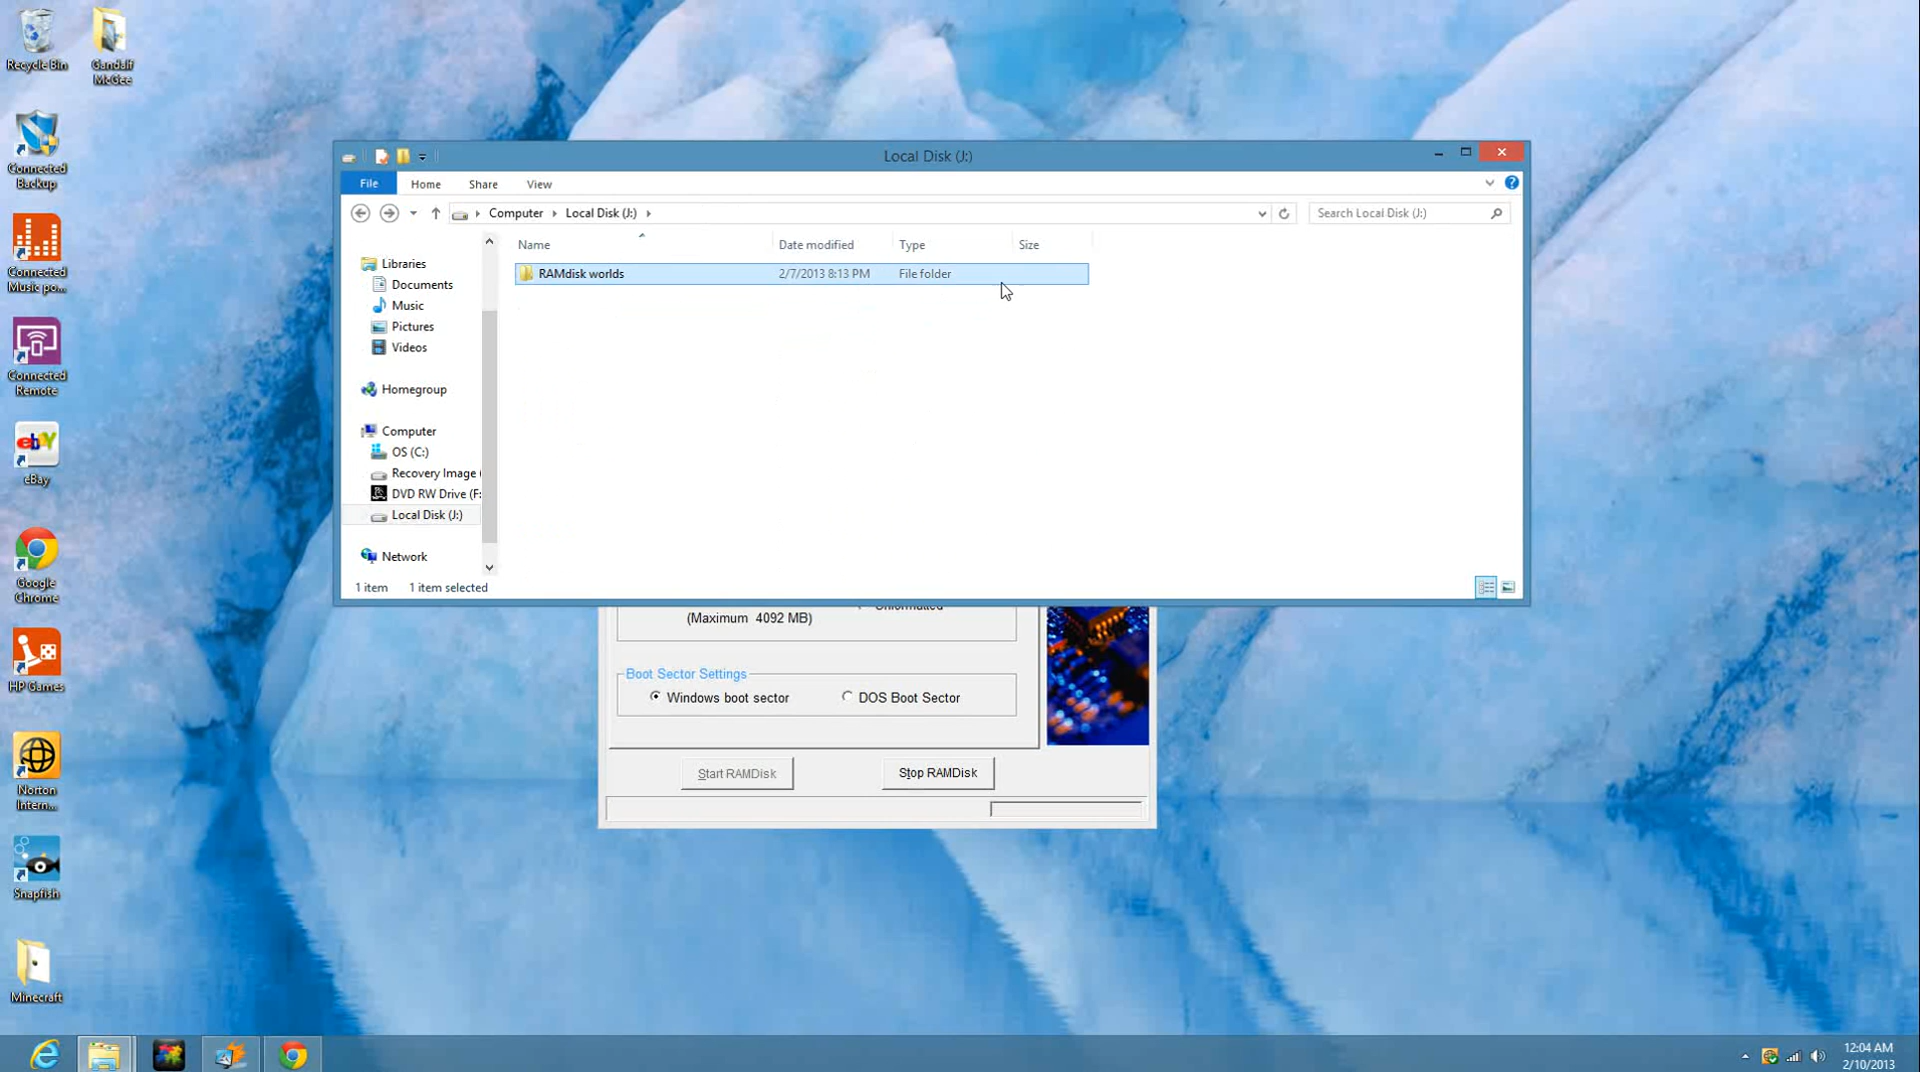 Recycle Bin
Gandalf
McGee
Connected
Backup
Connected
Music po...
Connected
Remote
ebay
eBay
Google
Chrome
HP Games
Norton
Intern...
Snapfish
Minecraft
Local Disk (J:)
File
Home
Share
View
Computer
Local Disk (J:)
Search Local Disk (J:)
Name
Date modified
Type
Size
RAMdisk worlds
2/7/2013 8:13 PM
File folder
Libraries
Documents
Music
Pictures
Videos
Homegroup
Computer
OS (C:)
Recovery Image (
DVD RW Drive (F:
Local Disk (J:)
Network
1 item
1 item selected
Unformatted
(Maximum 4092 MB)
Boot Sector Settings
Windows boot sector
DOS Boot Sector
Start RAMDisk
Stop RAMDisk
12:04 AM
2/10/2013